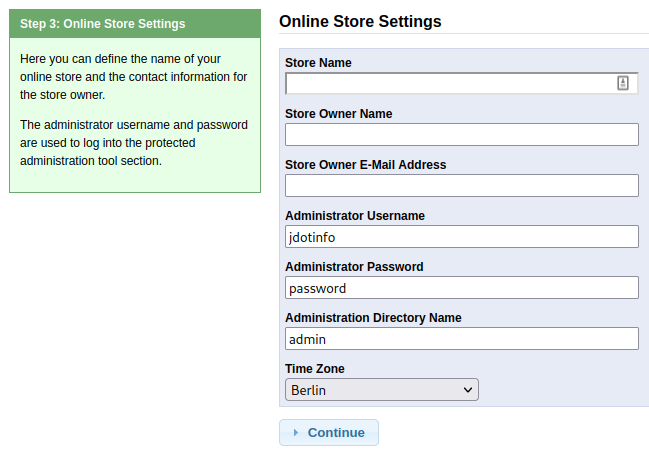 Step 3: Online Store Settings
Here you can define the name of your
online store and the contact information for
the store owner.
The administrator username and password
are used to log into the protected
administration tool section.
Online Store Settings
Store Name
Store Owner Name
Store Owner E-Mail Address
Administrator Username
jdotinfo
Administrator Password
password
Administration Directory Name
admin
Time Zone
Berlin
Continue